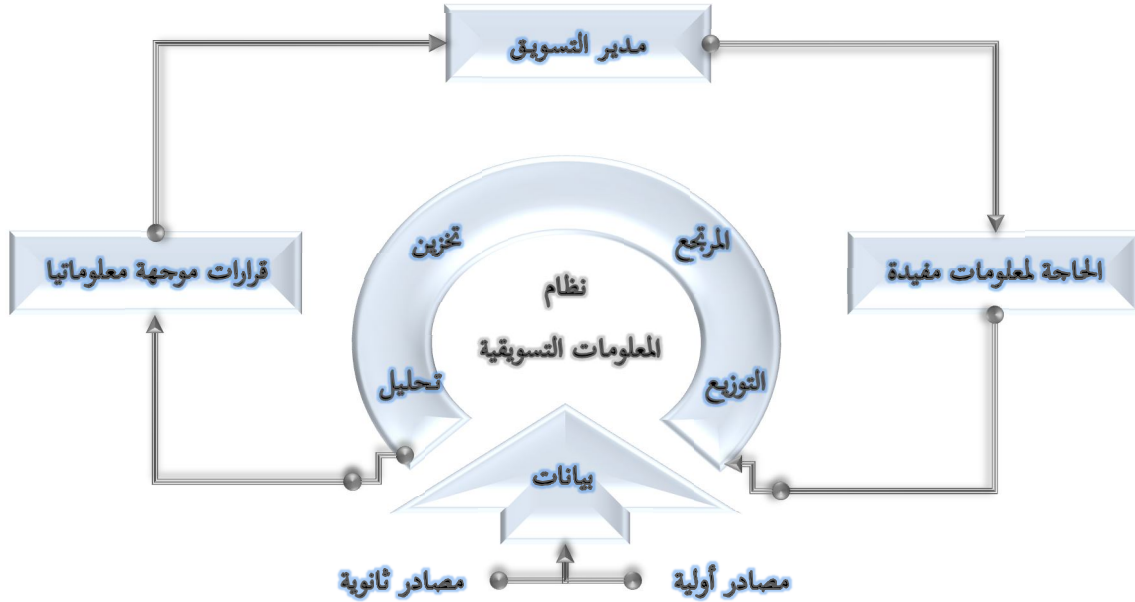 مدير التسويق
المرتجع
تخزين
الحاجة لمعلومات مفيدة
قرارات موجهة معلوماتيا
نظام
المعلومات التسويقية
التوزيع
تحليل
بيانات
مصادر أولية
مصادر ثانوية